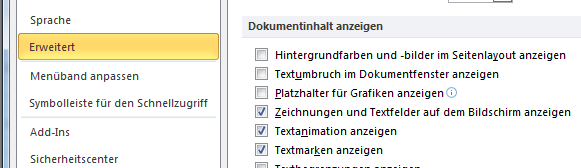 Sprache
Erweitert
Menüband anpassen
Symbolleiste für den Schnellzugriff
Add-Ins
Sicherheitscenter
Dokumentinhalt anzeigen
Hintergrundfarben und -bilder im Seitenlayout anzeigen
Textumbruch im Dokumentfenster anzeigen
Platzhalter für Grafiken anzeigen
Zeichnungen und Textfelder auf dem Bildschirm anzeigen
Textanimation anzeigen
Textmarken anzeigen
Textbegrenzungen anzeigen